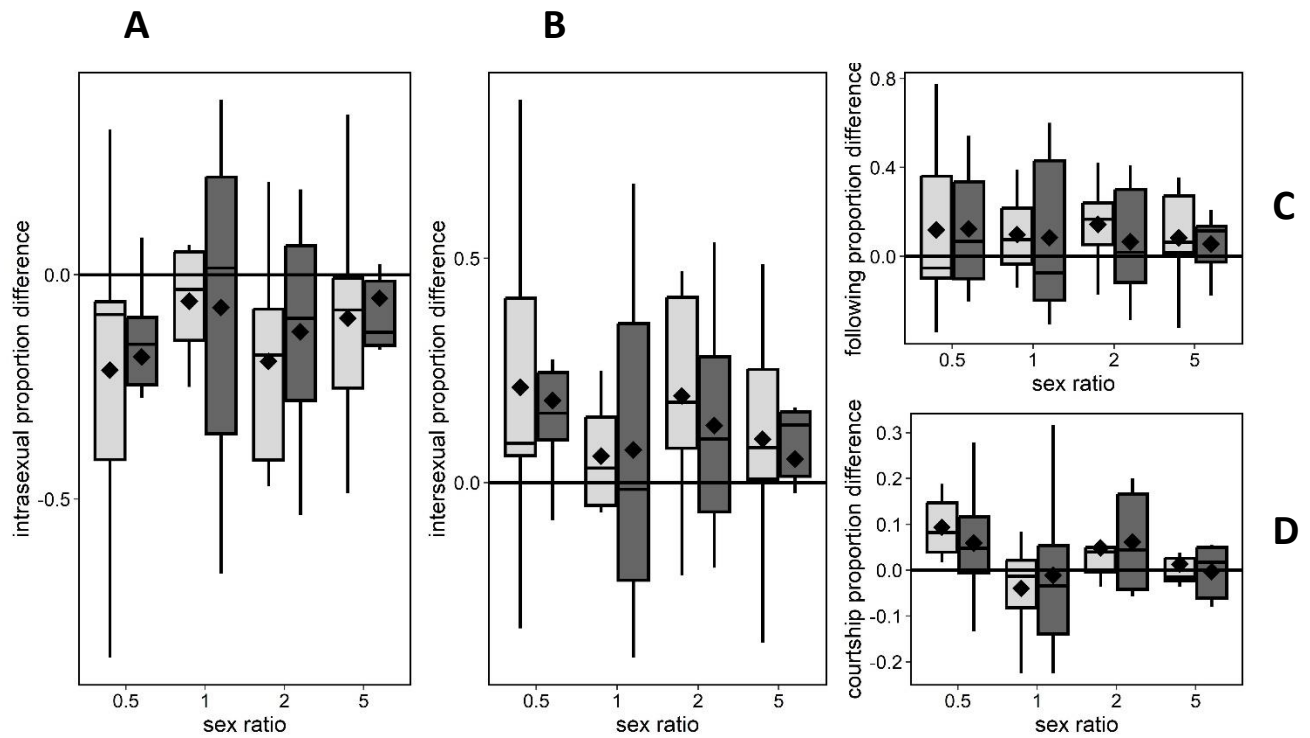 A
B
intrasexual proportion difference
0.0
-0.5
0.5
1
2
5
sex ratio
intersexual proportion difference
0.5
0.0
0.5
1
2
5
sex ratio
following proportion difference
0.8
0.4
0.0
0.5
1
2
5
sex ratio
C
courtship proportion difference
0.3
0.2
0.1
0.0
-0.1
-0.2
0.5
1
2
5
sex ratio
D